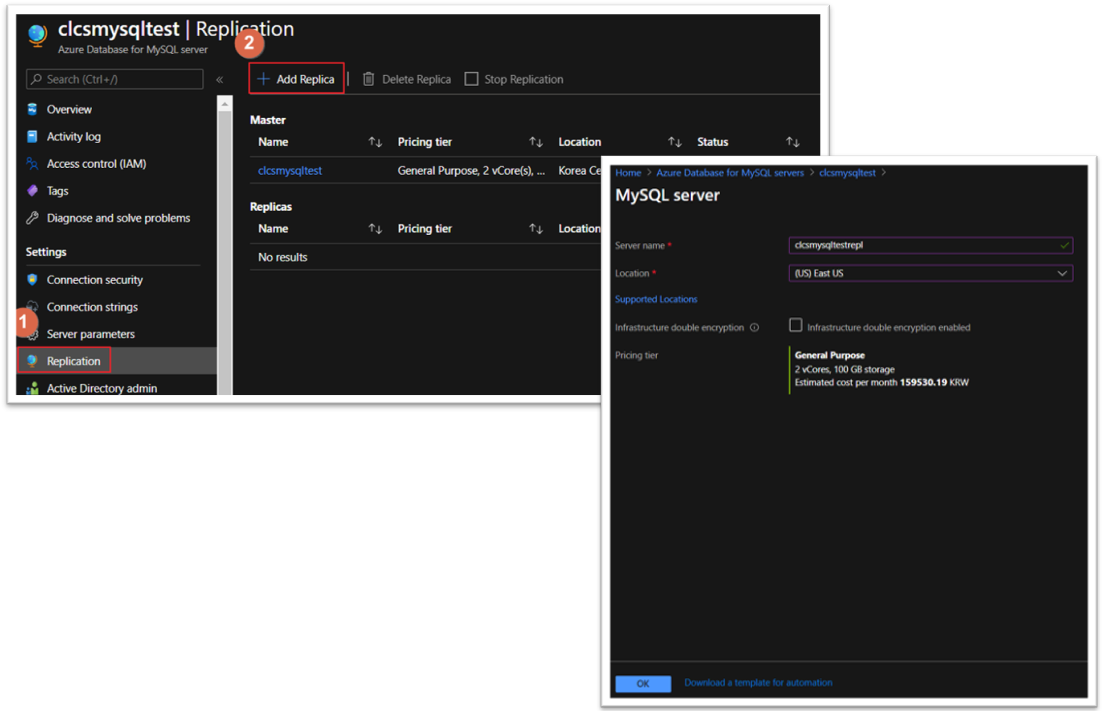 clcsmysqltest | Replication
Azure Database for MySQL server
2
Search (Ctrl+/)
«
Add Replica
Delete Replica
Stop Replication
Overview
Activity log
Access control (IAM)
Tags
Diagnose and solve problems
Settings
Connection security
Connection strings
1
Server parameters
Replication
Active Directory admin
Master
Name ↑↓ Pricing tier ↑↓ Location ↑↓ Status ↑↓
clcsmysqltest General Purpose, 2 vCore(s), ... Korea Ce
Replicas
Name ↑↓ Pricing tier ↑↓ Location
No results
Home > Azure Database for MySQL servers > clcsmysqltest >
MySQL server
Server name * clcsmysqltestrepl
Location * (US) East US
Supported Locations
Infrastructure double encryption Infrastructure double encryption enabled
Pricing tier General Purpose
2 vCores, 100 GB storage
Estimated cost per month 159530.19 KRW
OK Download a template for automation